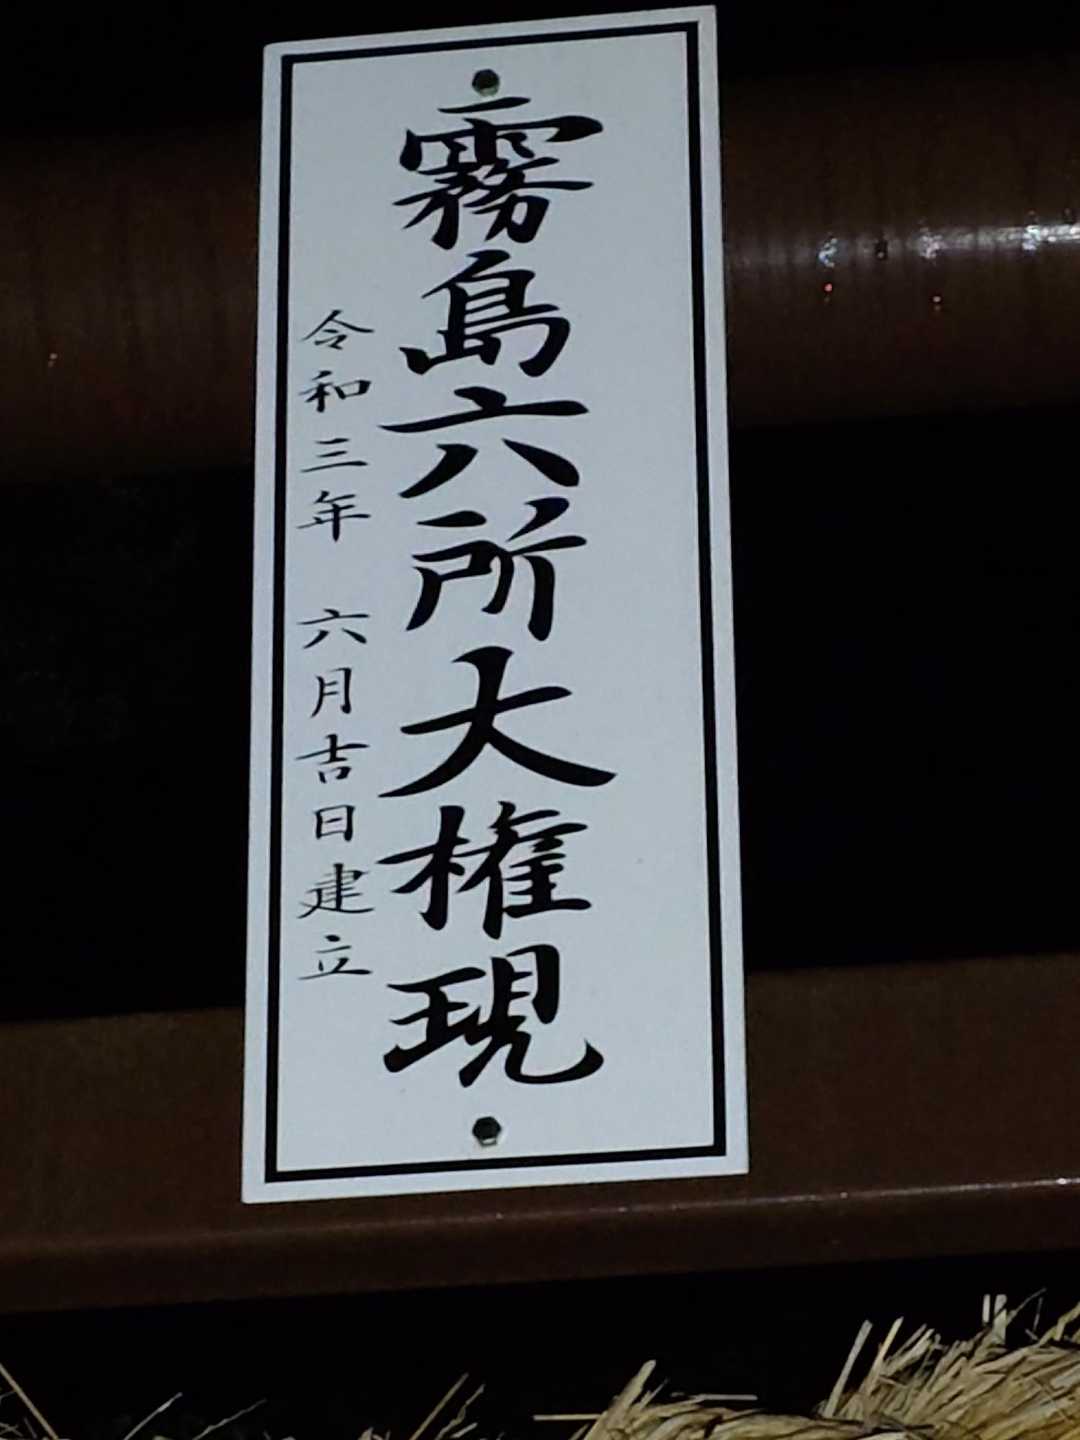 霧島六所大権現
令和三年 六月吉日建立